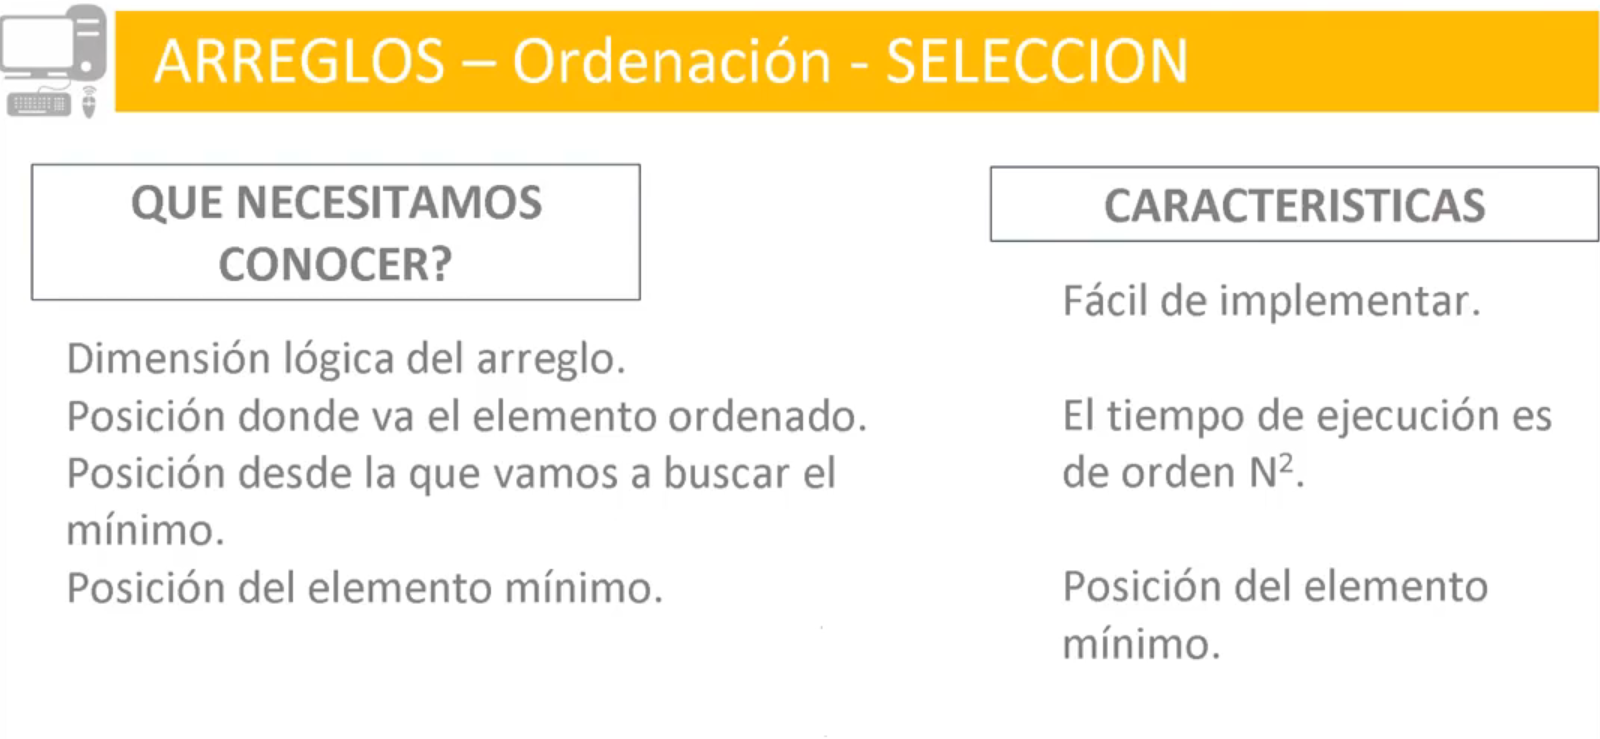 ARREGLOS – Ordenación - SELECCION
QUE NECESITAMOS
CONOCER?
Dimensión lógica del arreglo.
Posición donde va el elemento ordenado.
Posición desde la que vamos a buscar el
mínimo.
Posición del elemento mínimo.
CARACTERISTICAS
Fácil de implementar.
El tiempo de ejecución es
de orden N².
Posición del elemento
mínimo.